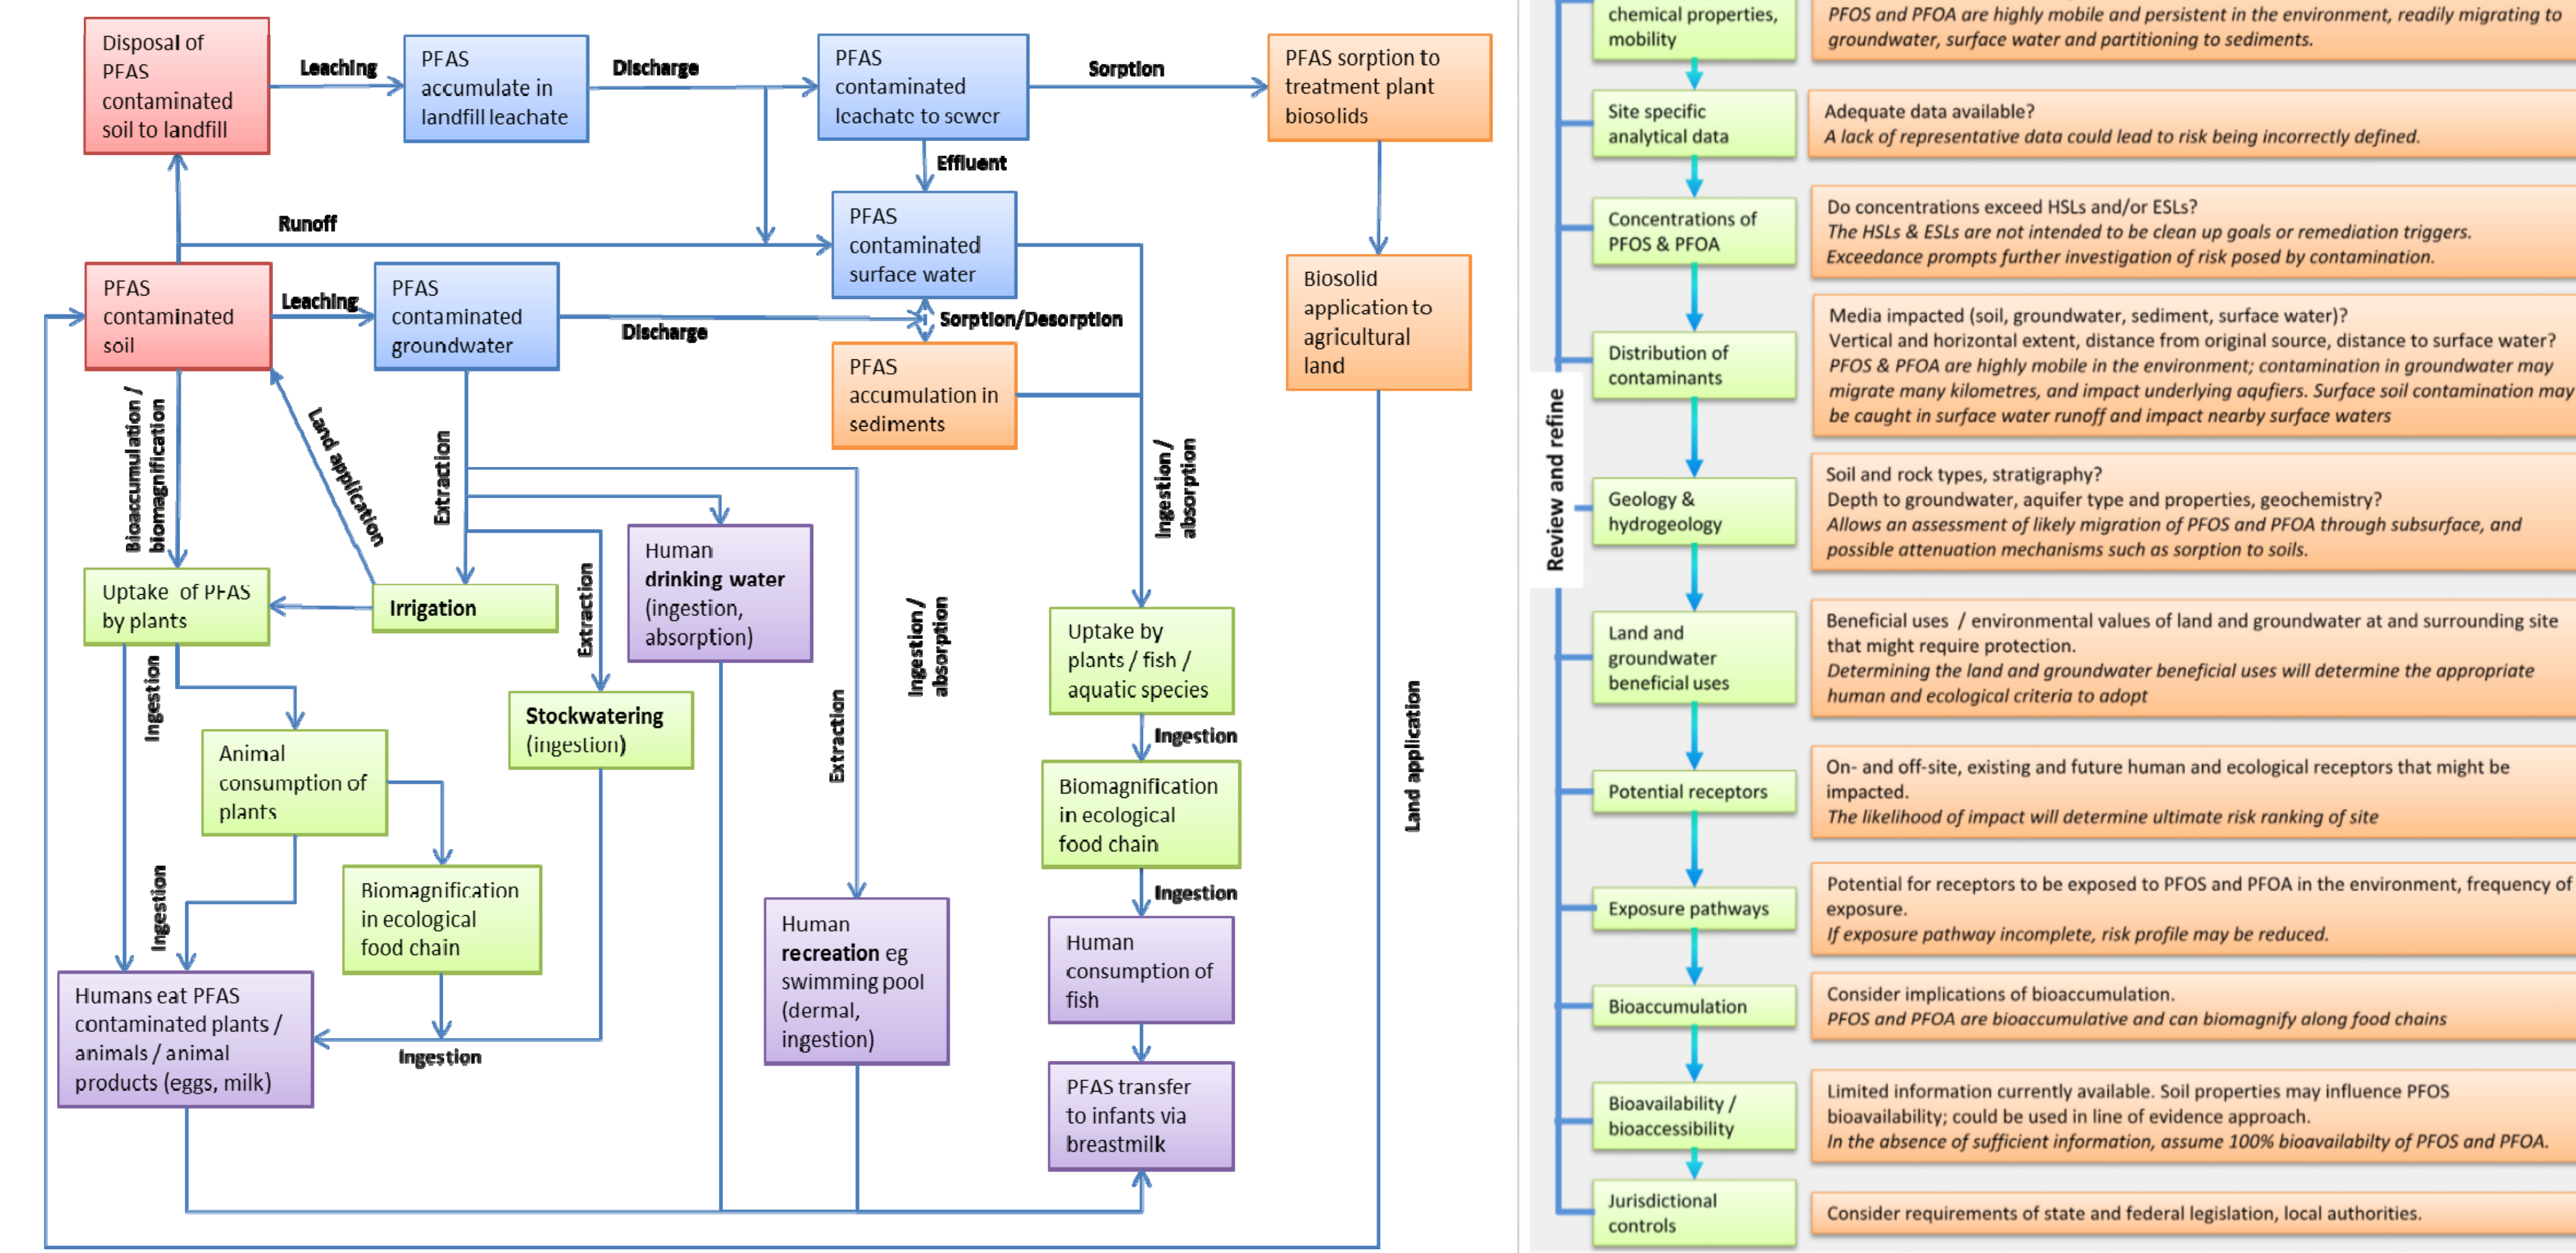 Disposal of
PFAS
contaminated
soil to landfill
Leaching
PFAS
accumulate in
landfill leachate
Discharge
PFAS
contaminated
leachate to sewer
Sorption
PFAS sorption to
treatment plant
biosolids
Effluent
Runoff
PFAS
contaminated
surface water
PFAS
contaminated
soil
Leaching
PFAS
contaminated
groundwater
Discharge
Sorption/Desorption
PFAS
accumulation in
sediments
Biosolid
application to
agricultural
land
Bioaccumulation /
biomagnification
Land application
Extraction
Ingestion /
absorption
Uptake of PFAS
by plants
Irrigation
Extraction
Human
drinking water
(ingestion,
absorption)
Ingestion /
absorption
Uptake by
plants / fish /
aquatic species
Ingestion
Stockwatering
(ingestion)
Extraction
Ingestion
Land application
Animal
consumption of
plants
Biomagnification
in ecological
food chain
Ingestion
Biomagnification
in ecological
food chain
Ingestion
Human
recreation eg
swimming pool
(dermal,
ingestion)
Human
consumption of
fish
Humans eat PFAS
contaminated plants /
animals / animal
products (eggs, milk)
Ingestion
PFAS transfer
to infants via
breastmilk
Review and refine
chemical properties,
mobility
PFOS and PFOA are highly mobile and persistent in the environment, readily migrating to
groundwater, surface water and partitioning to sediments.
Site specific
analytical data
Adequate data available?
A lack of representative data could lead to risk being incorrectly defined.
Concentrations of
PFOS & PFOA
Do concentrations exceed HSLs and/or ESLs?
The HSLs & ESLs are not intended to be clean up goals or remediation triggers.
Exceedance prompts further investigation of risk posed by contamination.
Distribution of
contaminants
Media impacted (soil, groundwater, sediment, surface water)?
Vertical and horizontal extent, distance from original source, distance to surface water?
PFOS & PFOA are highly mobile in the environment; contamination in groundwater may
migrate many kilometres, and impact underlying aqufiers. Surface soil contamination may
be caught in surface water runoff and impact nearby surface waters
Geology &
hydrogeology
Soil and rock types, stratigraphy?
Depth to groundwater, aquifer type and properties, geochemistry?
Allows an assessment of likely migration of PFOS and PFOA through subsurface, and
possible attenuation mechanisms such as sorption to soils.
Land and
groundwater
beneficial uses
Beneficial uses / environmental values of land and groundwater at and surrounding site
that might require protection.
Determining the land and groundwater beneficial uses will determine the appropriate
human and ecological criteria to adopt
Potential receptors
On- and off-site, existing and future human and ecological receptors that might be
impacted.
The likelihood of impact will determine ultimate risk ranking of site
Exposure pathways
Potential for receptors to be exposed to PFOS and PFOA in the environment, frequency of
exposure.
If exposure pathway incomplete, risk profile may be reduced.
Bioaccumulation
Consider implications of bioaccumulation.
PFOS and PFOA are bioaccumulative and can biomagnify along food chains
Bioavailability /
bioaccessibility
Limited information currently available. Soil properties may influence PFOS
bioavailability; could be used in line of evidence approach.
In the absence of sufficient information, assume 100% bioavailabilty of PFOS and PFOA.
Jurisdictional
controls
Consider requirements of state and federal legislation, local authorities.